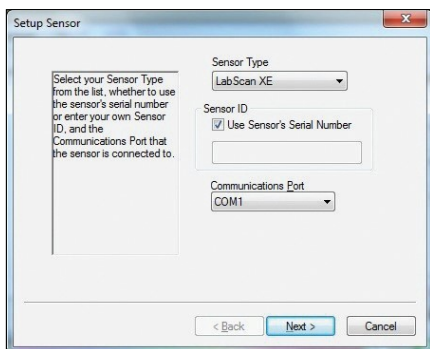 Setup Sensor
Select your Sensor Type
from the list, whether to use
the sensor's serial number
or enter your own Sensor
ID, and the
Communications Port that
the sensor is connected to.
Sensor Type
LabScan XE
Sensor ID
Use Sensor's Serial Number
Communications Port
COM1
< Back
Next >
Cancel